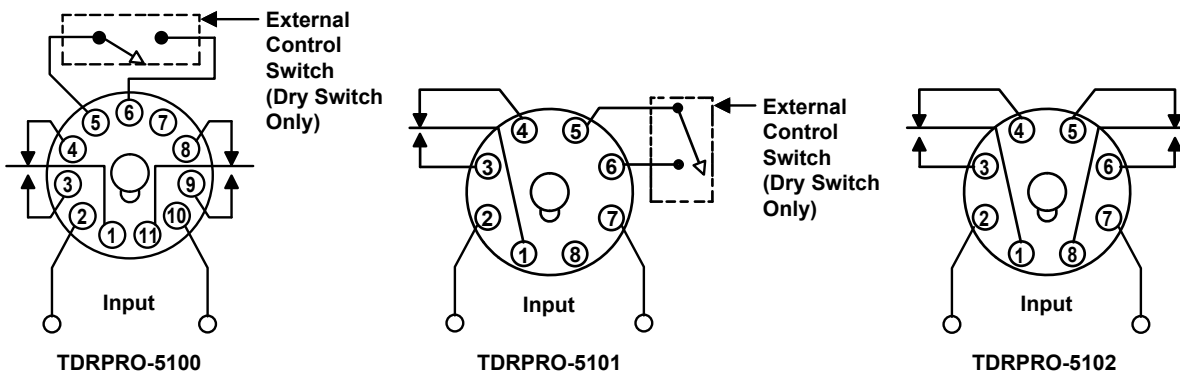 External
Control
Switch
(Dry Switch
Only)
6
5
7
4
8
3
9
2
10
1
11
Input
TDRPRO-5100
External
Control
Switch
(Dry Switch
Only)
4
5
3
6
2
7
1
8
Input
TDRPRO-5101
4
5
3
6
2
7
1
8
Input
TDRPRO-5102